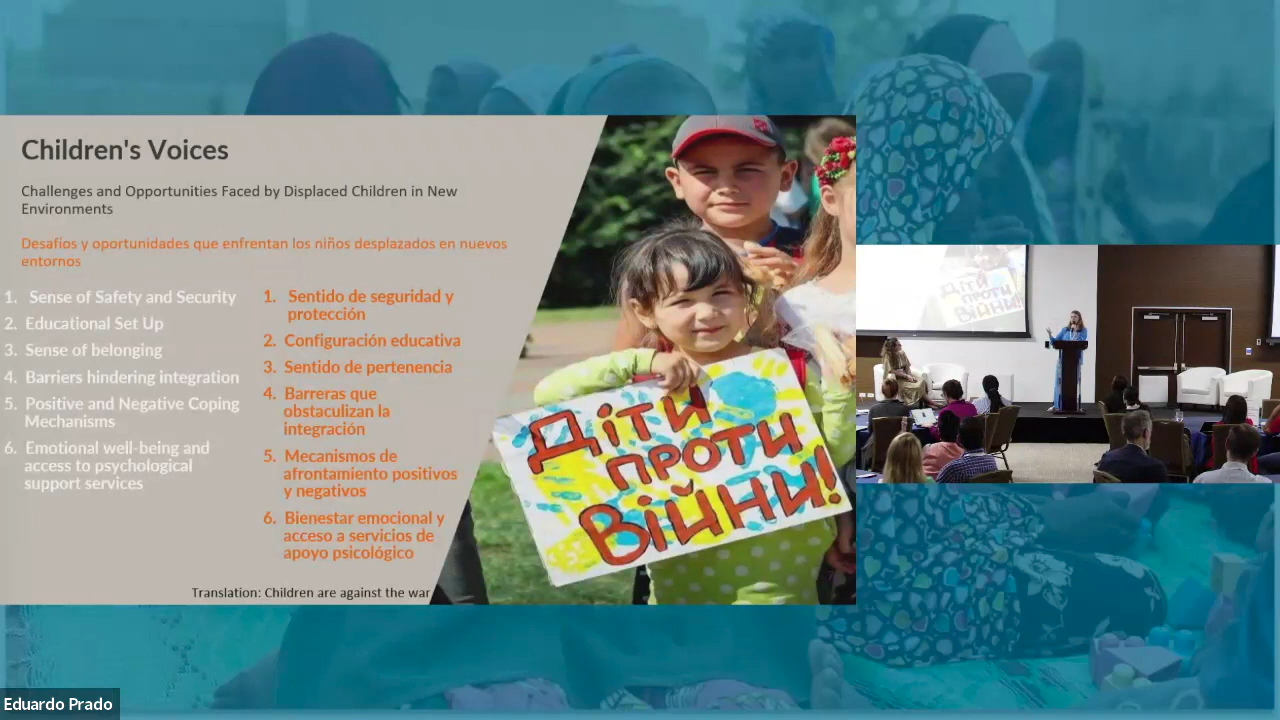 Children's Voices
Challenges and Opportunities Faced by Displaced Children in New
Environments
Desafíos y oportunidades que enfrentan los niños desplazados en nuevos
entornos
1. Sense of Safety and Security
2. Educational Set Up
3. Sense of belonging
4. Barriers hindering integration
5. Positive and Negative Coping
Mechanisms
6. Emotional well-being and
access to psychological
support services
1. Sentido de seguridad y
protección
2. Configuración educativa
3. Sentido de pertenencia
4. Barreras que
obstaculizan la
integración
5. Mecanismos de
afrontamiento positivos
y negativos
6. Bienestar emocional y
acceso a servicios de
apoyo psicológico
Translation: Children are against the war
Діти
проти
війни!
Діти
проти
війни!
Eduardo Prado